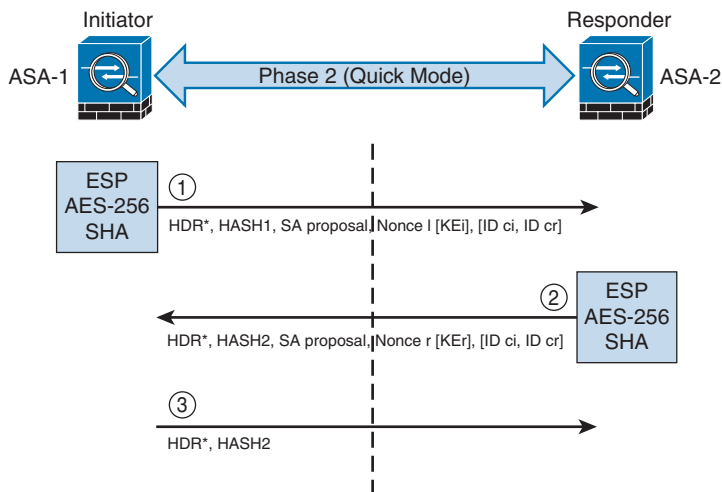 Initiator
Responder
ASA-1
Phase 2 (Quick Mode)
ASA-2
ESP
AES-256
SHA
1
HDR*, HASH1, SA proposal, Nonce I [KEi], [ID ci, ID cr]
2
ESP
AES-256
SHA
HDR*, HASH2, SA proposal, Nonce r [KEr], [ID ci, ID cr]
3
HDR*, HASH2